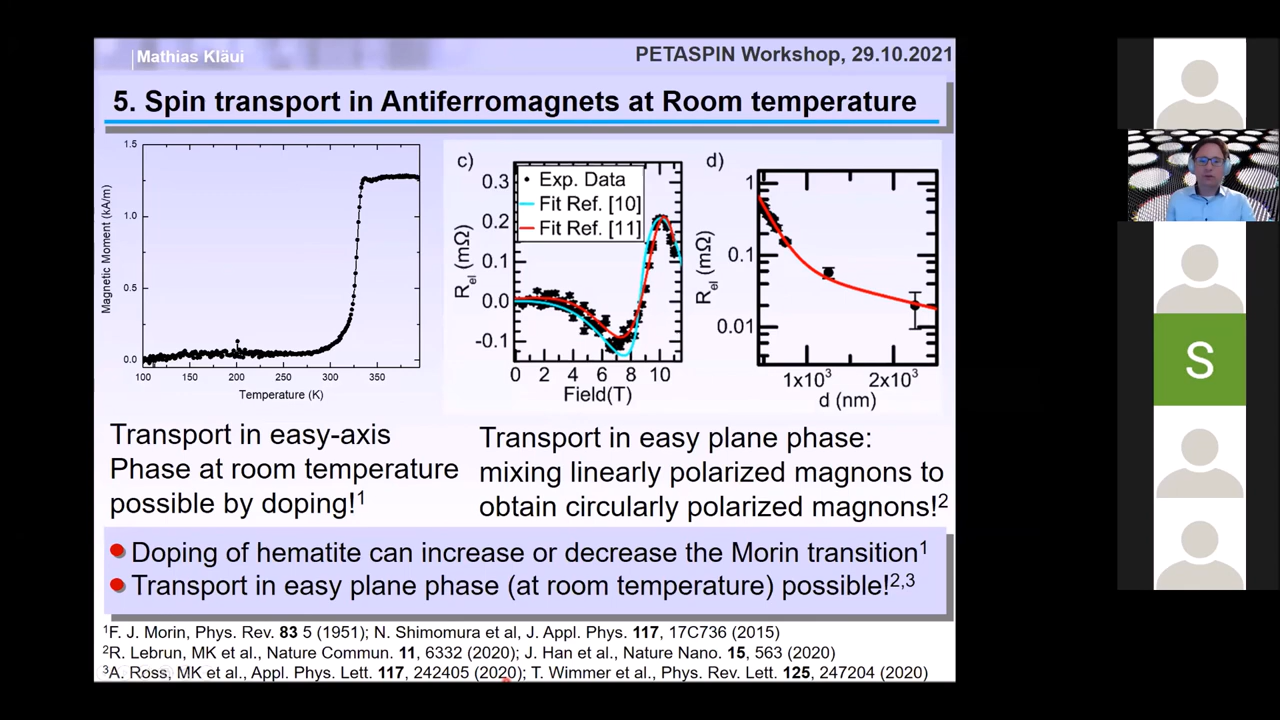 Mathias Kläui
PETASPIN Workshop, 29.10.2021
5. Spin transport in Antiferromagnets at Room temperature
1.5
1.0
0.5
0.0
Magnetic Moment (kA/m)
100 150 200 250 300 350
Temperature (K)
c)
Exp. Data
Fit Ref. [10]
Fit Ref. [11]
0.3
0.2
0.1
0.0
-0.1
R_el (mΩ)
0 2 4 6 8 10
Field(T)
d)
1
0.1
0.01
R_el (mΩ)
1x10³ 2x10³
d (nm)
Transport in easy-axis
Phase at room temperature
possible by doping!¹
Transport in easy plane phase:
mixing linearly polarized magnons to
obtain circularly polarized magnons!²
Doping of hematite can increase or decrease the Morin transition¹
Transport in easy plane phase (at room temperature) possible!²,³
¹F. J. Morin, Phys. Rev. 83 5 (1951); N. Shimomura et al, J. Appl. Phys. 117, 17C736 (2015)
²R. Lebrun, MK et al., Nature Commun. 11, 6332 (2020); J. Han et al., Nature Nano. 15, 563 (2020)
³A. Ross, MK et al., Appl. Phys. Lett. 117, 242405 (2020); T. Wimmer et al., Phys. Rev. Lett. 125, 247204 (2020)
S